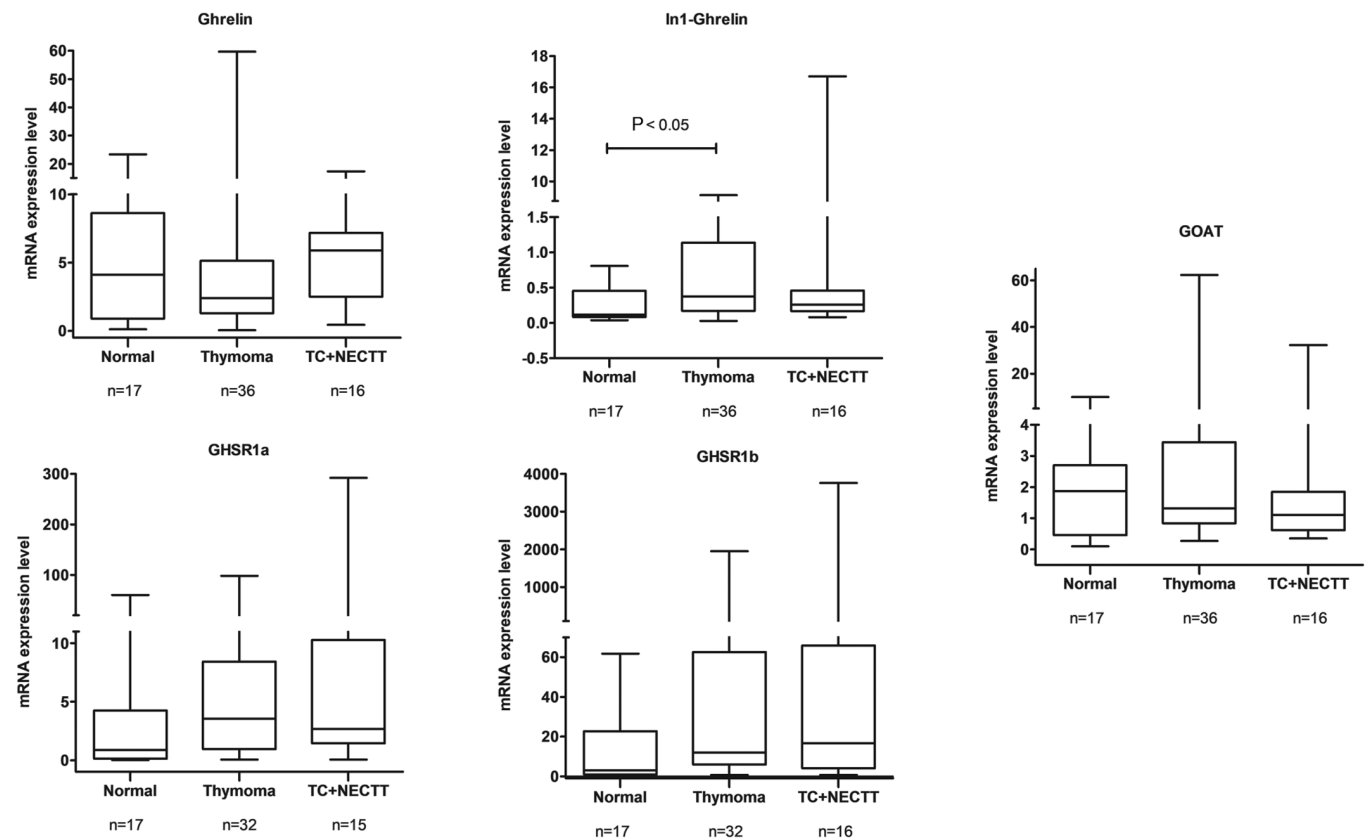 Ghrelin
mRNA expression level
60
50
40
30
20
10
5
0
Normal Thymoma TC+NECTT
n=17 n=36 n=16
In1-Ghrelin
mRNA expression level
18
16
14
12
10
1.5
1.0
0.5
0.0
-0.5
P < 0.05
Normal Thymoma TC+NECTT
n=17 n=36 n=16
GHSR1a
mRNA expression level
300
200
100
10
5
0
Normal Thymoma TC+NECTT
n=17 n=32 n=15
GHSR1b
mRNA expression level
4000
3000
2000
1000
60
40
20
0
Normal Thymoma TC+NECTT
n=17 n=32 n=16
GOAT
mRNA expression level
60
40
20
4
3
2
1
0
Normal Thymoma TC+NECTT
n=17 n=36 n=16